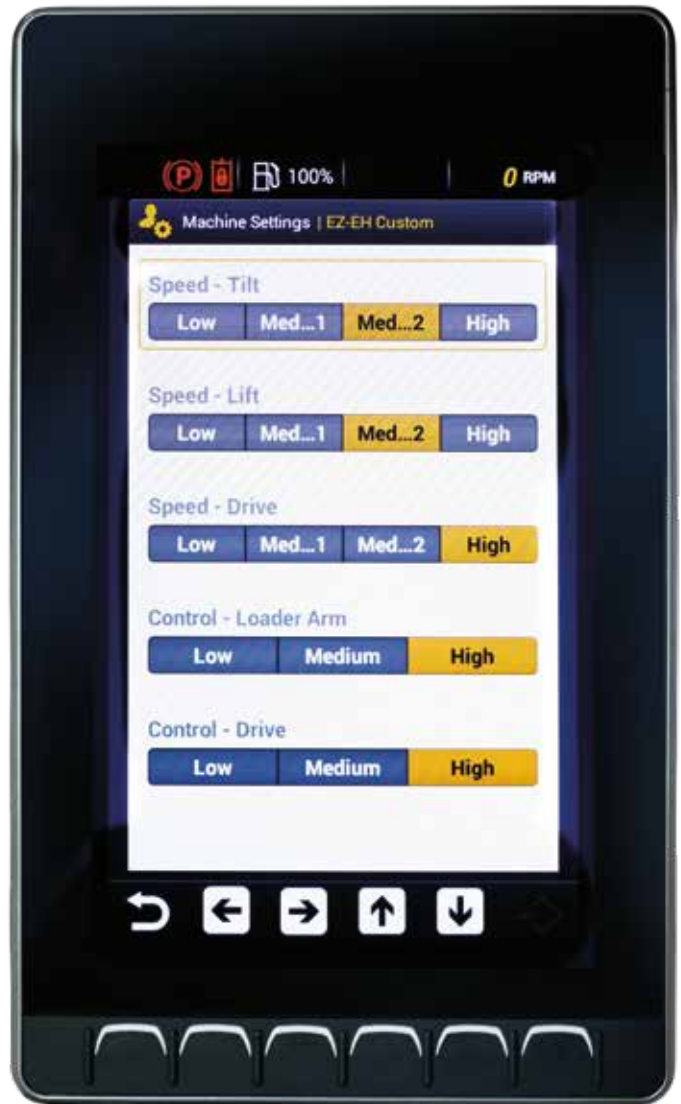 P 100% 0 RPM
Machine Settings | EZ-EH Custom
Speed - Tilt
Low Med...1 Med...2 High
Speed - Lift
Low Med...1 Med...2 High
Speed - Drive
Low Med...1 Med...2 High
Control - Loader Arm
Low Medium High
Control - Drive
Low Medium High